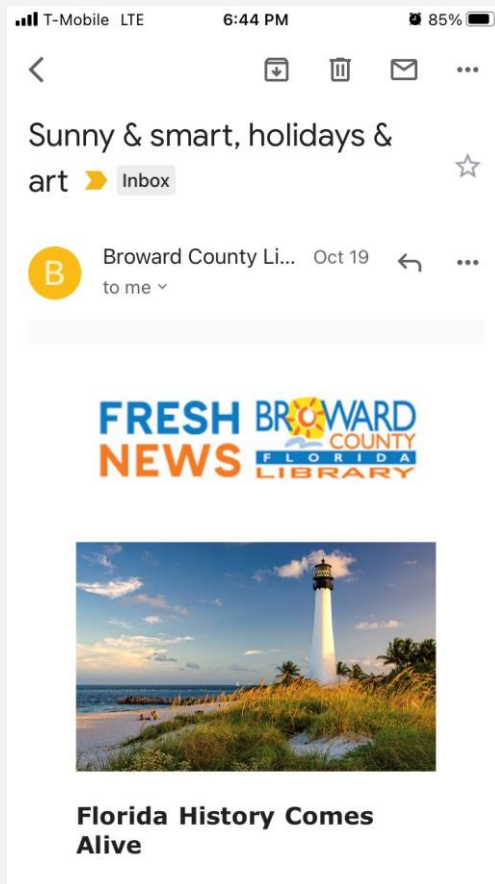 T-Mobile LTE 6:44 PM 85%
Sunny & smart, holidays &
art Inbox
B
Broward County Li... Oct 19
to me
FRESH
NEWS
BROWARD
COUNTY
FLORIDA
LIBRARY
Florida History Comes
Alive